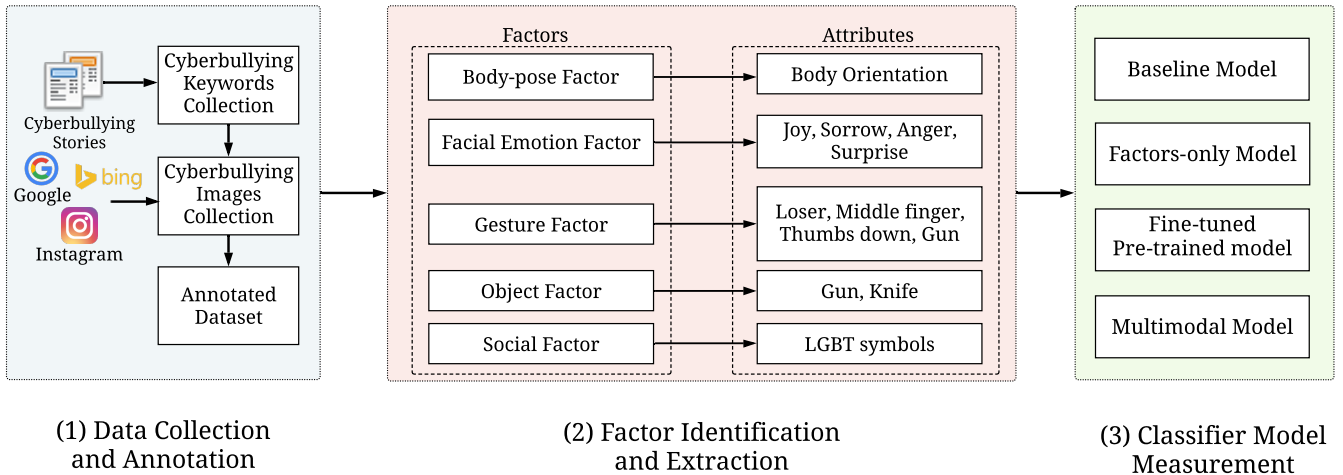 Cyberbullying
Keywords
Collection
Cyberbullying
Stories
Google
bing
Instagram
Cyberbullying
Images
Collection
Annotated
Dataset
(1) Data Collection
and Annotation
Factors
Attributes
Body-pose Factor
Body Orientation
Facial Emotion Factor
Joy, Sorrow, Anger,
Surprise
Gesture Factor
Loser, Middle finger,
Thumbs down, Gun
Object Factor
Gun, Knife
Social Factor
LGBT symbols
(2) Factor Identification
and Extraction
Baseline Model
Factors-only Model
Fine-tuned
Pre-trained model
Multimodal Model
(3) Classifier Model
Measurement